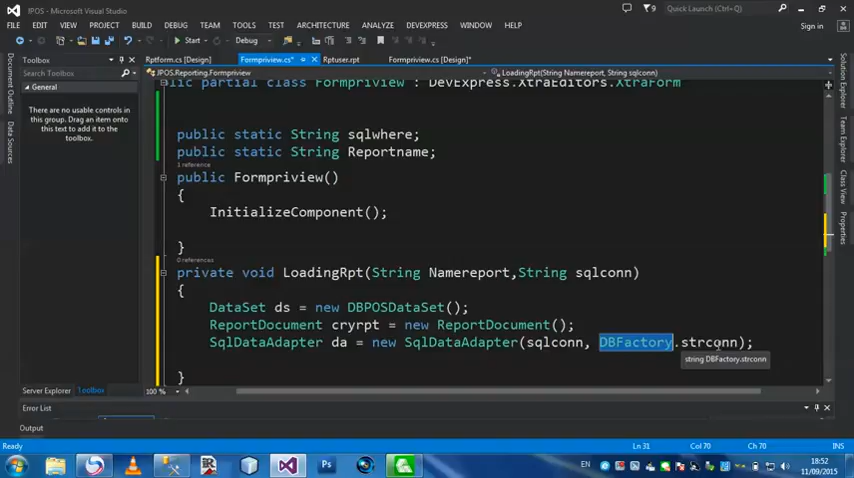 JPOS - Microsoft Visual Studio
9
Quick Launch (Ctrl+Q)
FILE EDIT VIEW PROJECT BUILD DEBUG TEAM TOOLS TEST ARCHITECTURE ANALYZE DEVEXPRESS WINDOW HELP
Sign in
Start Debug
Toolbox
Rptform.cs [Design] Formpriview.cs* Rptuser.rpt Formpriview.cs [Design]*
Search Toolbox
JPOS.Reporting.Formpriview
LoadingRpt(String Namereport, String sqlconn)
General
There are no usable controls in this group. Drag an item onto this text to add it to the toolbox.
Document Outline
Data Sources
Solution Explorer
Team Explorer
Class View
Properties
lic partial class Formpriview : DevExpress.XtraEditors.XtraForm
public static String sqlwhere;
public static String Reportname;
1 reference
public Formpriview()
{
InitializeComponent();
}
0 references
private void LoadingRpt(String Namereport,String sqlconn)
{
DataSet ds = new DBPOSDataSet();
ReportDocument cryrpt = new ReportDocument();
SqlDataAdapter da = new SqlDataAdapter(sqlconn, DBFactory.strconn);
string DBFactory.strconn
}
Server Explorer Toolbox
100 %
Error List
Output
Ready
Ln 31 Col 70 Ch 70 INS
EN
18:52
11/09/2015